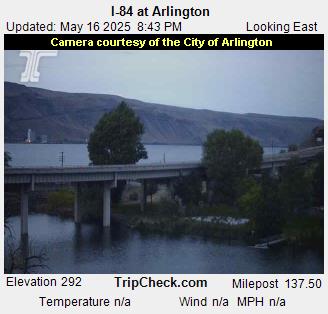 I-84 at Arlington
Updated: May 16 2025 8:43 PM Looking East
Camera courtesy of the City of Arlington
Elevation 292 TripCheck.com Milepost 137.50
Temperature n/a Wind n/a MPH n/a